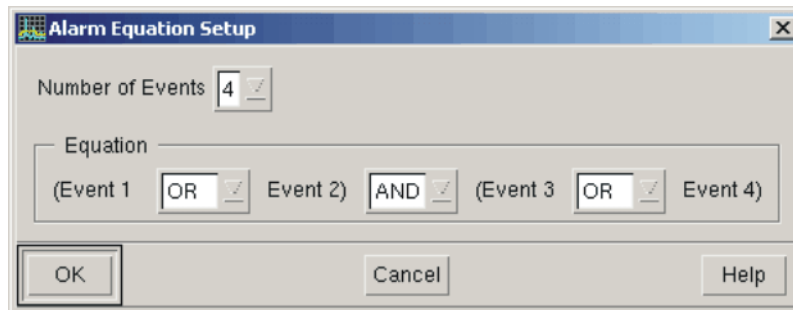 Alarm Equation Setup
Number of Events 4
Equation
(Event 1 OR Event 2) AND (Event 3 OR Event 4)
OK Cancel Help